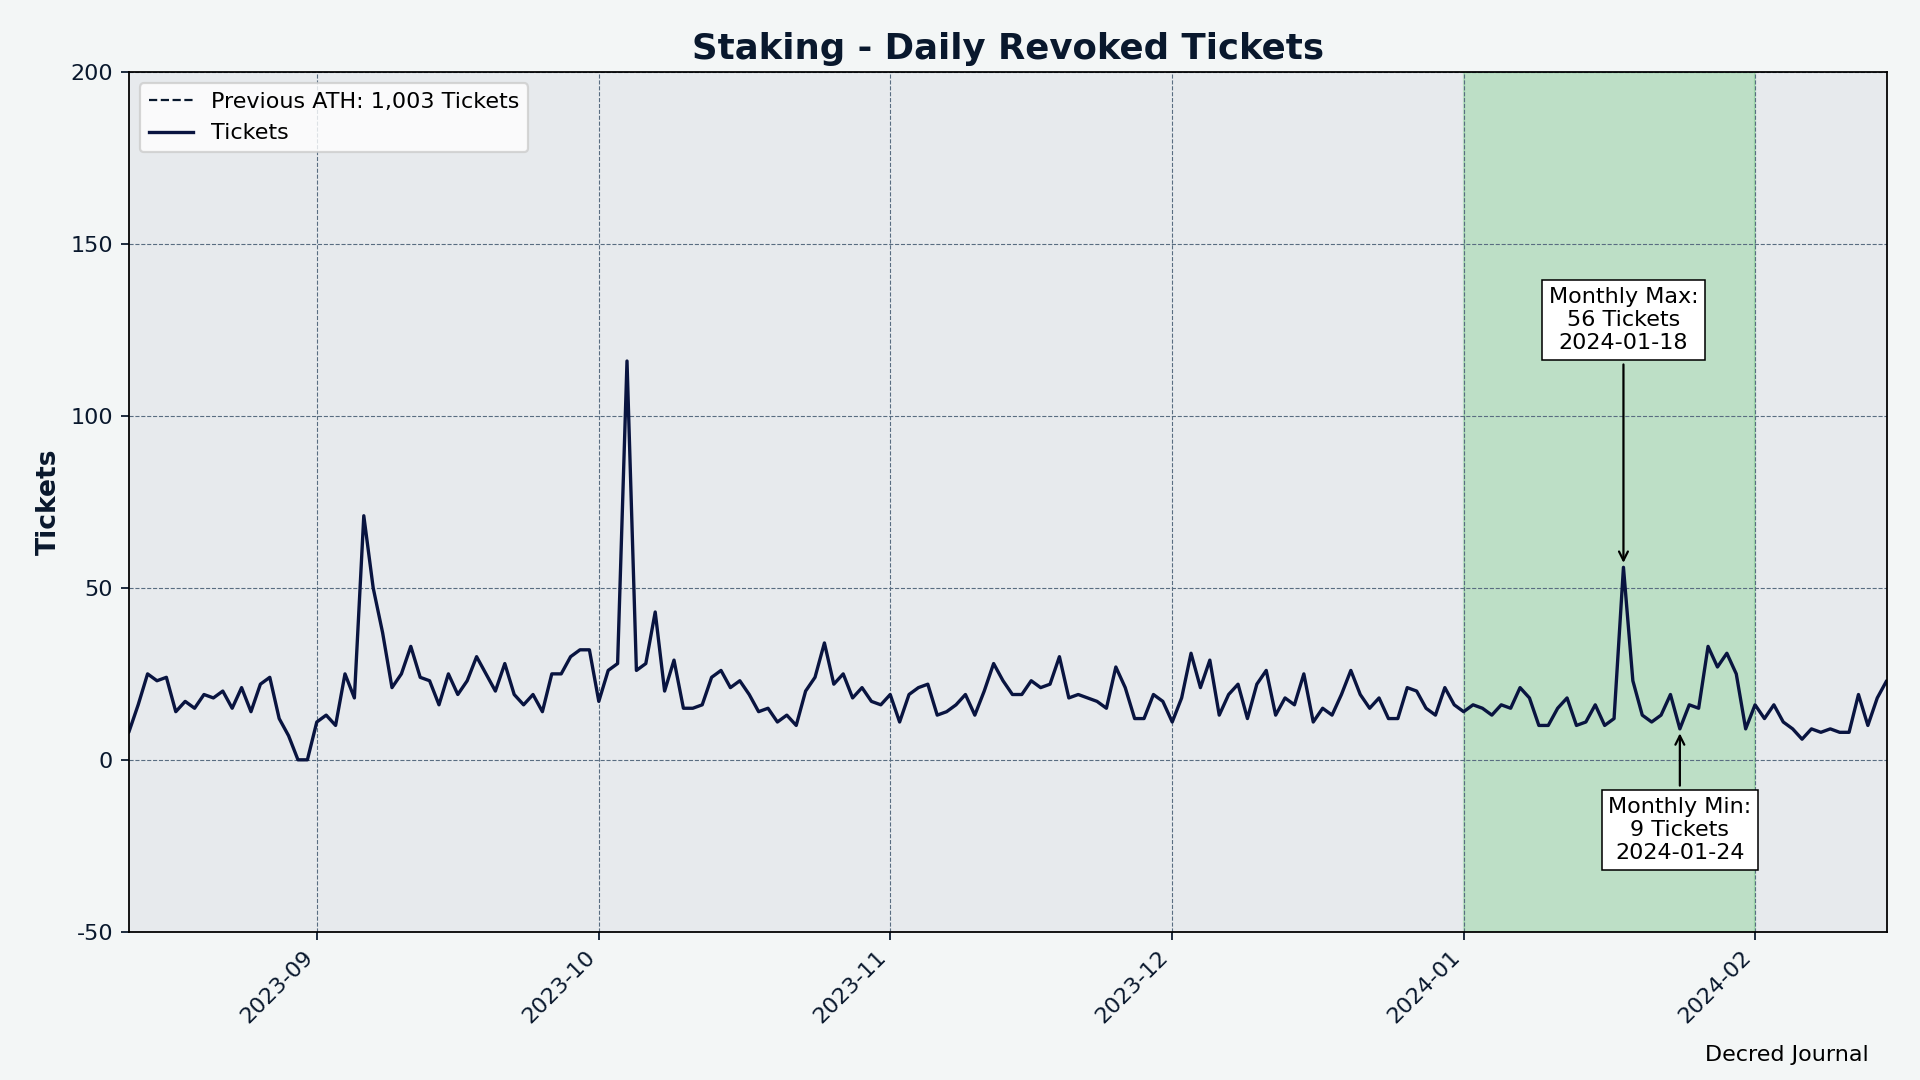 Staking - Daily Revoked Tickets
Previous ATH: 1,003 Tickets
Tickets
Tickets
200
150
100
50
0
-50
Monthly Max:
56 Tickets
2024-01-18
Monthly Min:
9 Tickets
2024-01-24
2023-09
2023-10
2023-11
2023-12
2024-01
2024-02
Decred Journal